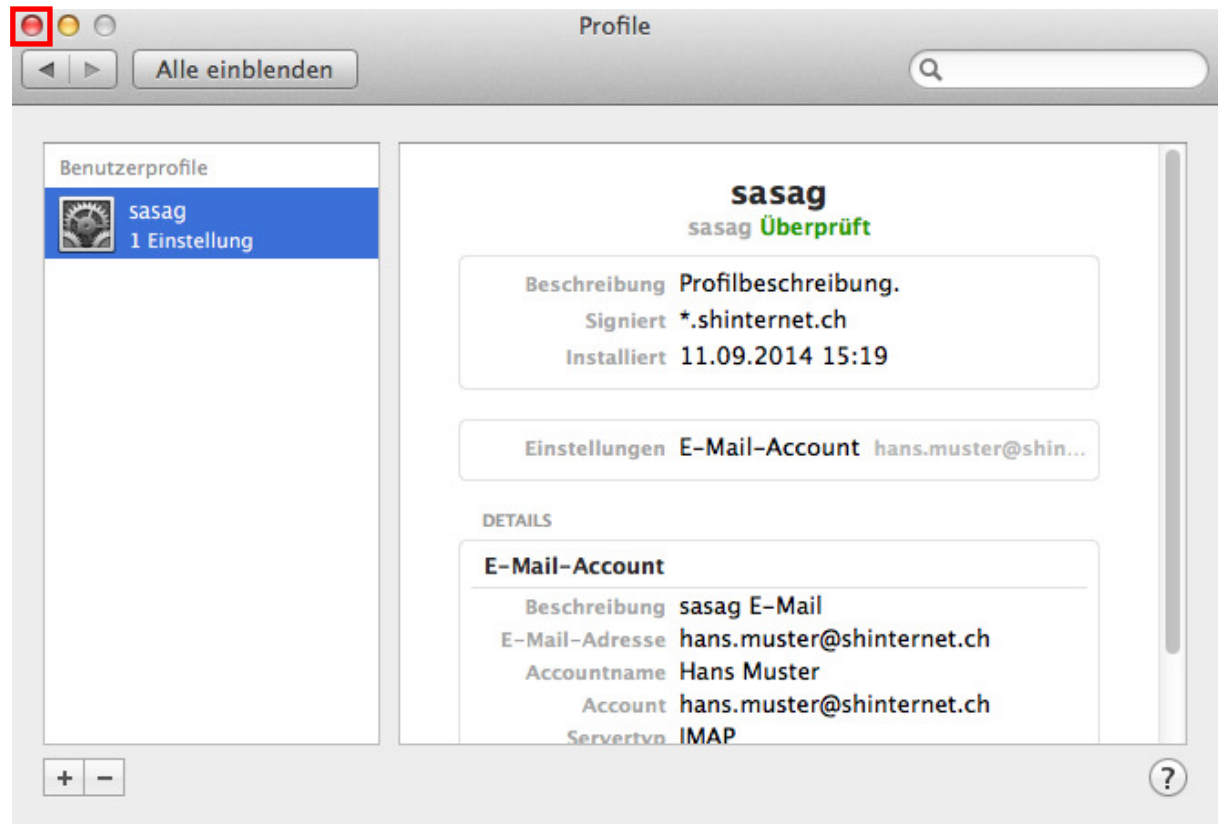 Profile
Alle einblenden
Benutzerprofile
sasag
1 Einstellung
sasag
sasag Überprüft
Beschreibung Profilbeschreibung.
Signiert *.shinternet.ch
Installiert 11.09.2014 15:19
Einstellungen E-Mail-Account hans.muster@shin...
DETAILS
E-Mail-Account
Beschreibung sasag E-Mail
E-Mail-Adresse hans.muster@shinternet.ch
Accountname Hans Muster
Account hans.muster@shinternet.ch
Servertyp IMAP
+ −
?